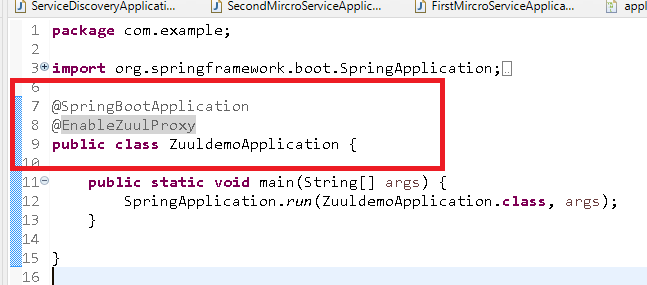 ServiceDiscoveryApplication... SecondMircroServiceApplic... FirstMircroServiceApplica... appl
1 package com.example;
2
3 import org.springframework.boot.SpringApplication;
6
7 @SpringBootApplication
8 @EnableZuulProxy
9 public class ZuuldemoApplication {
10
11 public static void main(String[] args) {
12 SpringApplication.run(ZuuldemoApplication.class, args);
13 }
14
15 }
16